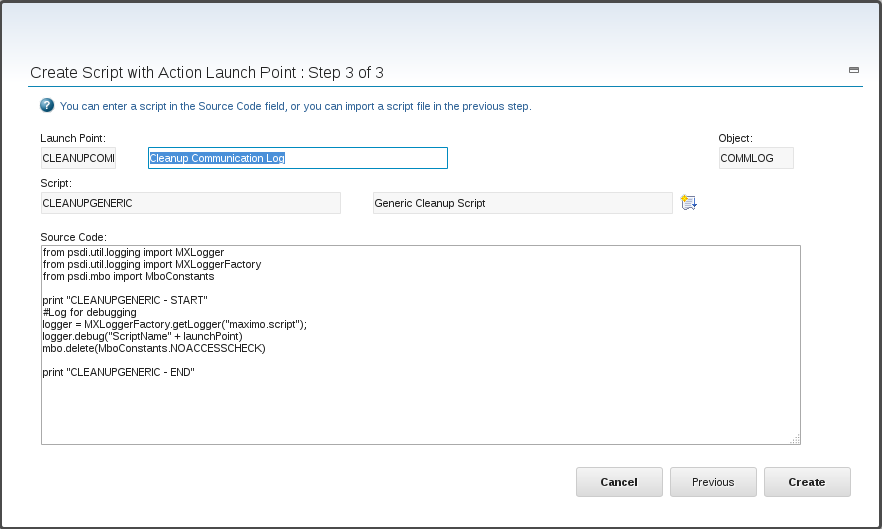 Create Script with Action Launch Point : Step 3 of 3
? You can enter a script in the Source Code field, or you can import a script file in the previous step.
Launch Point: Object:
CLEANUPCOM Cleanup Communication Log COMMLOG
Script:
CLEANUPGENERIC Generic Cleanup Script
Source Code:
from psdi.util.logging import MXLogger
from psdi.util.logging import MXLoggerFactory
from psdi.mbo import MboConstants
print "CLEANUPGENERIC - START"
#Log for debugging
logger = MXLoggerFactory.getLogger("maximo.script");
logger.debug("ScriptName" + launchPoint)
mbo.delete(MboConstants.NOACCESSCHECK)
print "CLEANUPGENERIC - END"
Cancel Previous Create